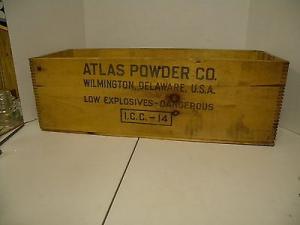 ATLAS POWDER CO.
WILMINGTON, DELAWARE, U.S.A.
LOW EXPLOSIVES-DANGEROUS
I.C.C. - 14